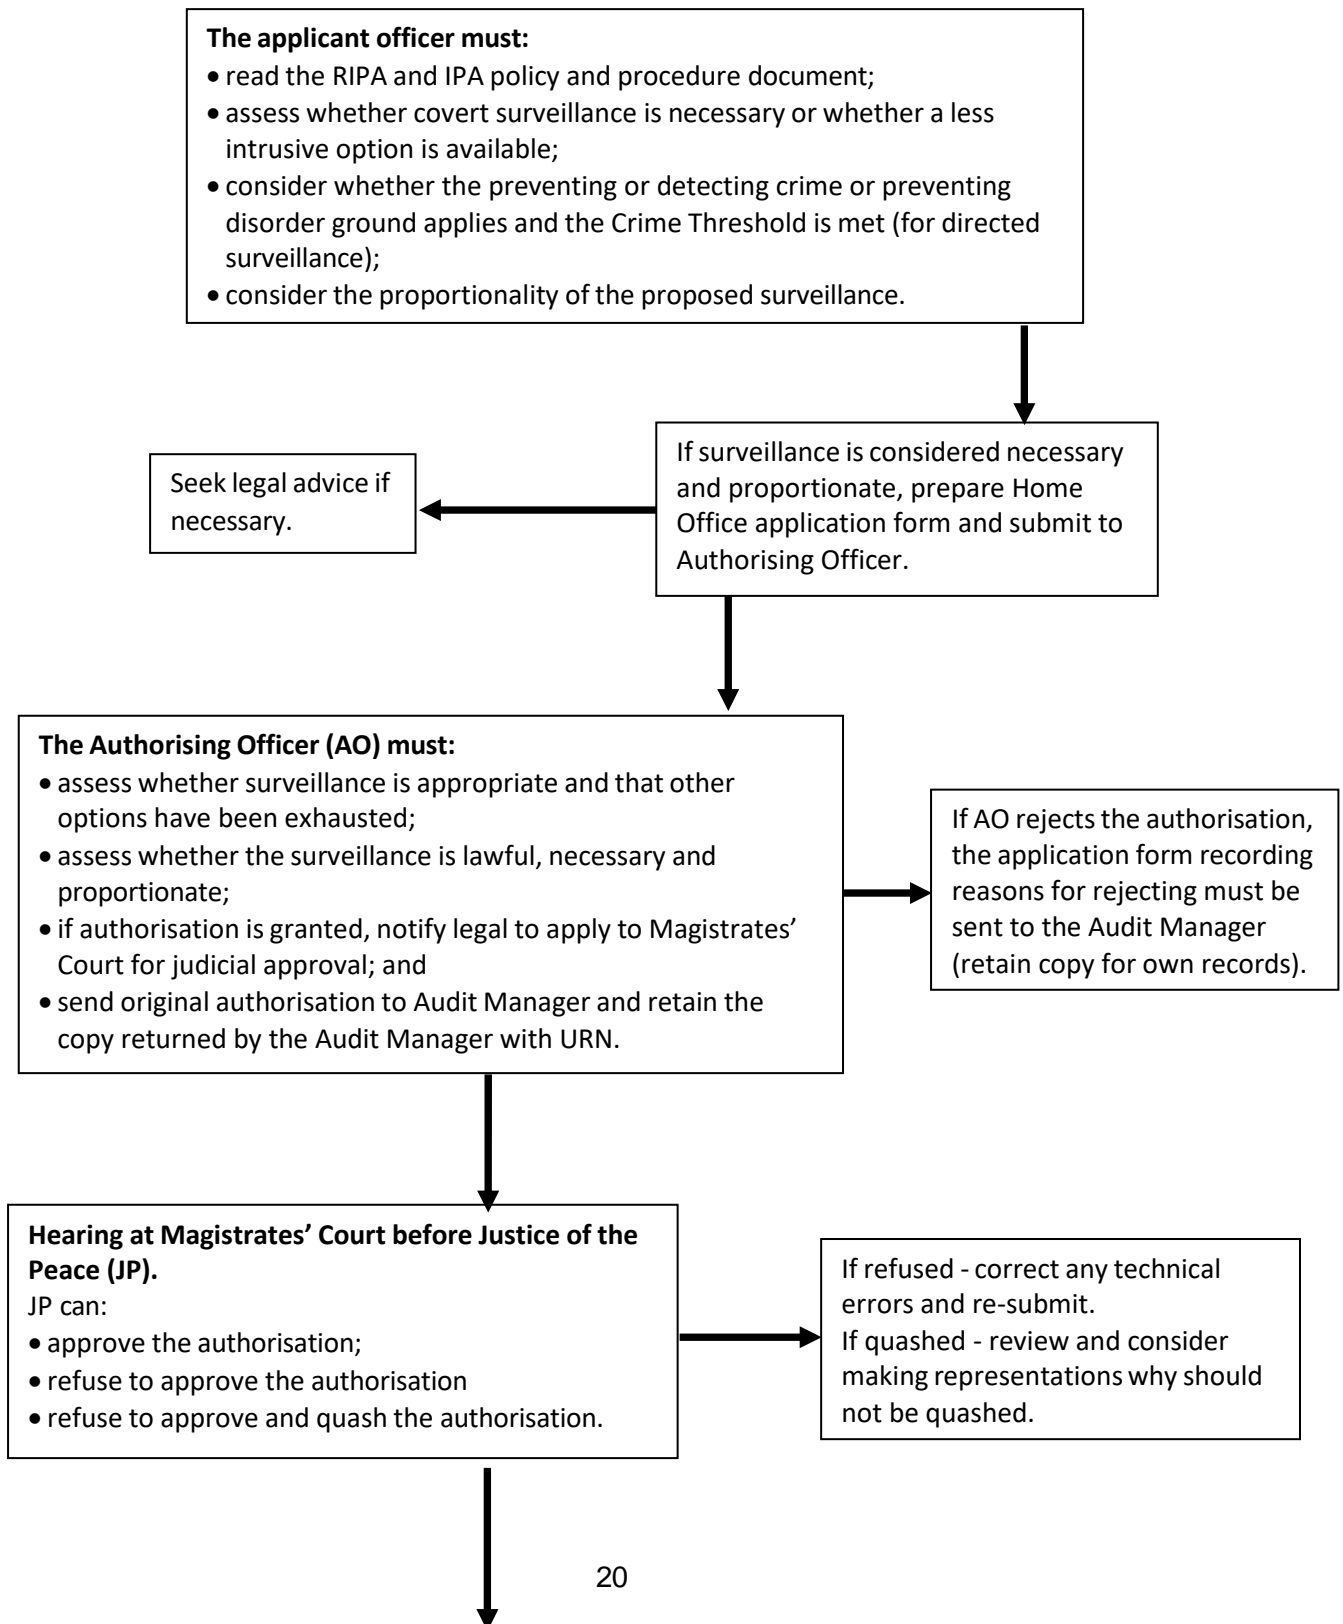 The applicant officer must:
• read the RIPA and IPA policy and procedure document;
• assess whether covert surveillance is necessary or whether a less
intrusive option is available;
• consider whether the preventing or detecting crime or preventing
disorder ground applies and the Crime Threshold is met (for directed
surveillance);
• consider the proportionality of the proposed surveillance.
If surveillance is considered necessary
and proportionate, prepare Home
Office application form and submit to
Authorising Officer.
Seek legal advice if
necessary.
The Authorising Officer (AO) must:
• assess whether surveillance is appropriate and that other
options have been exhausted;
• assess whether the surveillance is lawful, necessary and
proportionate;
• if authorisation is granted, notify legal to apply to Magistrates’
Court for judicial approval; and
• send original authorisation to Audit Manager and retain the
copy returned by the Audit Manager with URN.
If AO rejects the authorisation,
the application form recording
reasons for rejecting must be
sent to the Audit Manager
(retain copy for own records).
Hearing at Magistrates’ Court before Justice of the
Peace (JP).
JP can:
• approve the authorisation;
• refuse to approve the authorisation
• refuse to approve and quash the authorisation.
If refused - correct any technical
errors and re-submit.
If quashed - review and consider
making representations why should
not be quashed.
20